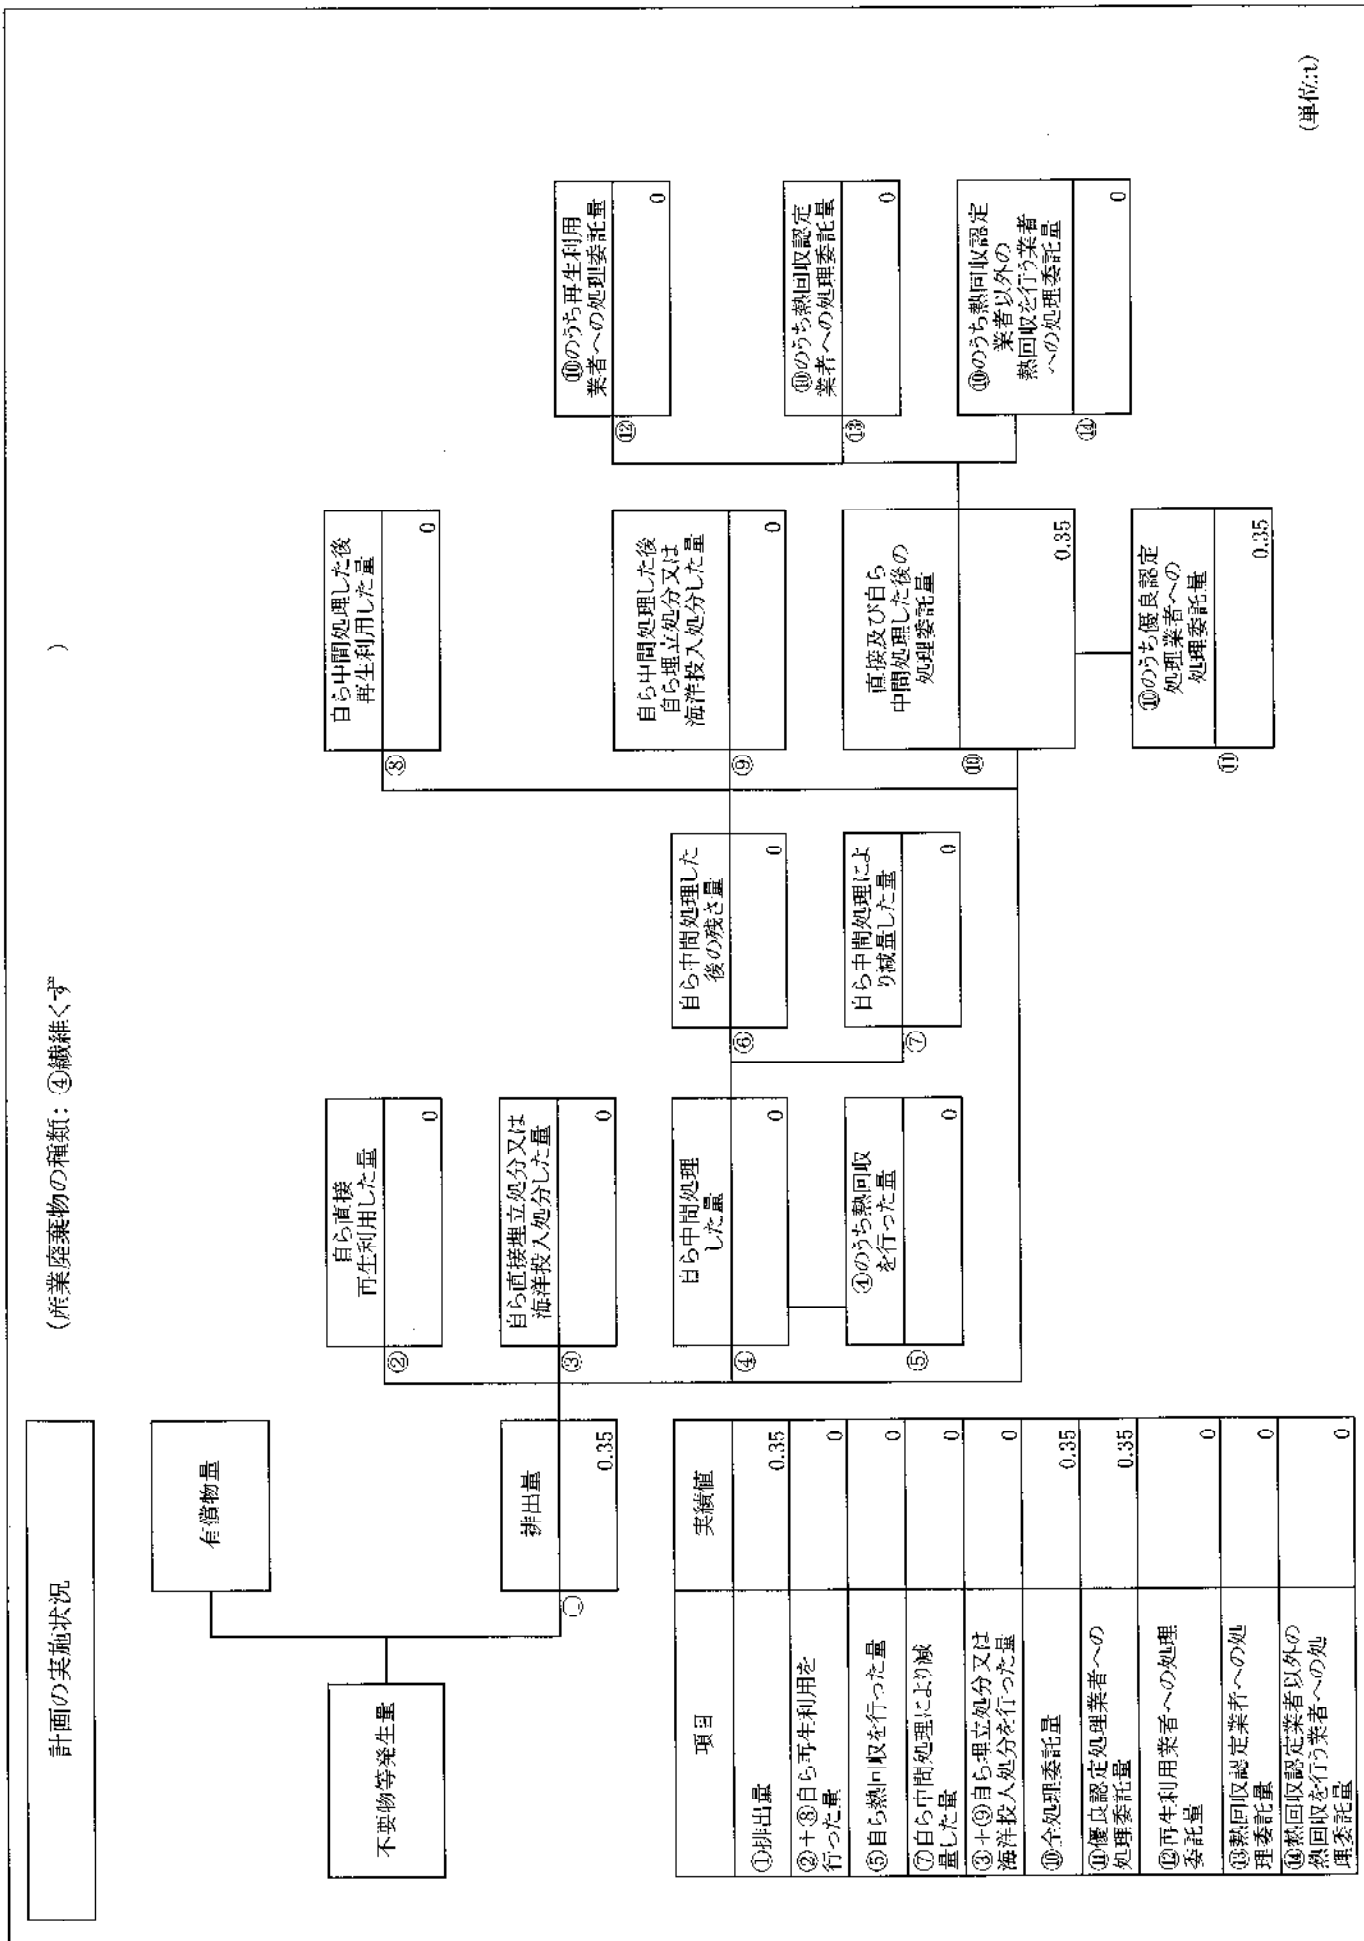 計画の実施状況
(産業廃棄物の種類: ④繊維くず
)
不要物等発生量
有償物量
①
排出量
0.35
②
自ら直接
再生利用した量
0
③
自ら直接埋立処分又は
海洋投入処分した量
0
④
自ら中間処理
した量
0
⑤
④のうち熱回収
を行った量
0
⑥
自ら中間処理した
後の残さ量
0
⑦
自ら中間処理によ
り減量した量
0
⑧
自ら中間処理した後
再生利用した量
0
⑨
自ら中間処理した後
自ら埋立処分又は
海洋投入処分した量
0
⑩
直接及び自ら
中間処理した後の
処理委託量
0.35
⑪
⑩のうち優良認定
処理業者への
処理委託量
0.35
⑫
⑩のうち再生利用
業者への処理委託量
0
⑬
⑩のうち熱回収認定
業者への処理委託量
0
⑭
⑩のうち熱回収認定
業者以外の
熱回収を行う業者
への処理委託量
0
項目
実績値
①排出量
0.35
②+⑧自ら再生利用を
行った量
0
⑤自ら熱回収を行った量
0
⑦自ら中間処理により減
量した量
0
③+⑨自ら埋立処分又は
海洋投入処分を行った量
0
⑩全処理委託量
0.35
⑪優良認定処理業者への
処理委託量
0.35
⑫再生利用業者への処理
委託量
0
⑬熱回収認定業者への処
理委託量
0
⑭熱回収認定業者以外の
熱回収を行う業者への処
理委託量
0
(単位:t)